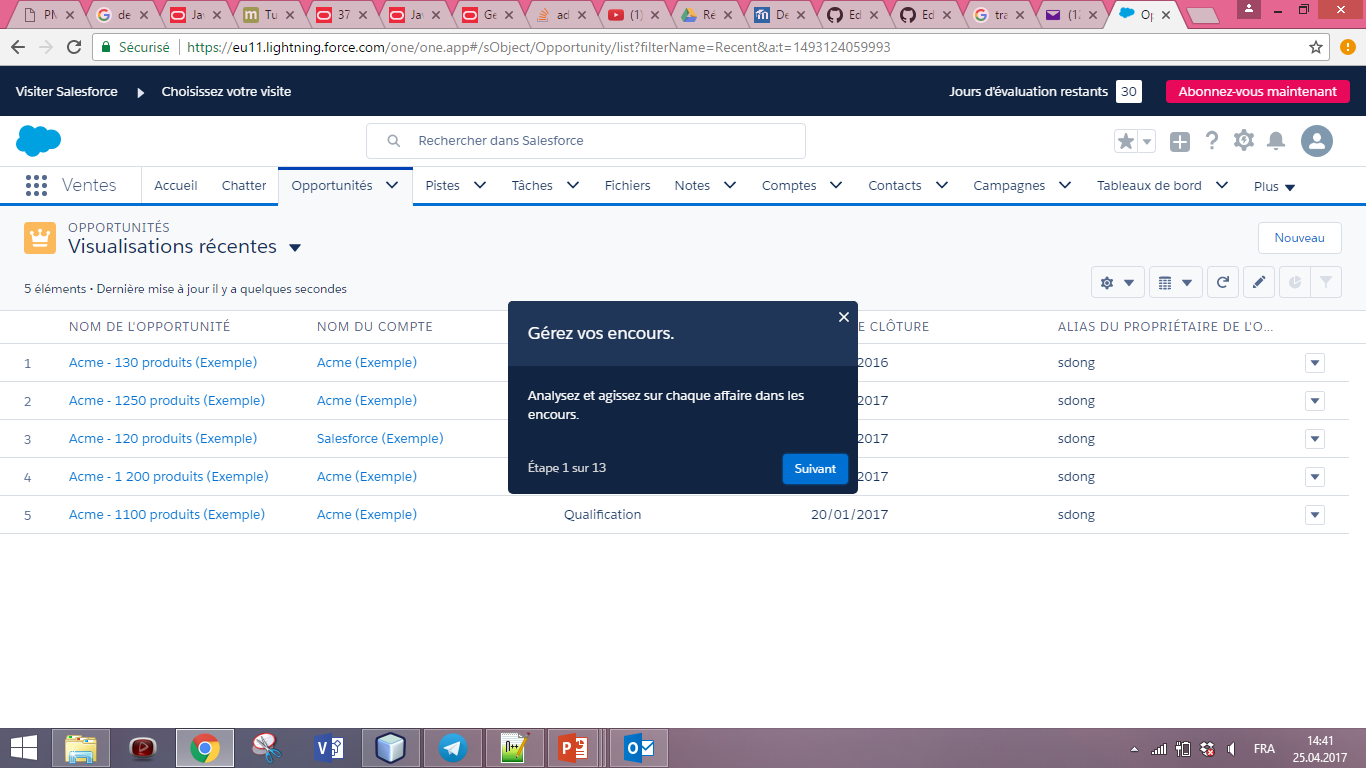 PM
de
Ja
Tu
37
Ja
Ge
ad
(1)
Ré
De
Ed
Ed
tra
(12
Op
Sécurisé https://eu11.lightning.force.com/one/one.app#/sObject/Opportunity/list?filterName=Recent&a:t=1493124059993
Visiter Salesforce Choisissez votre visite Jours d'évaluation restants 30 Abonnez-vous maintenant
Rechercher dans Salesforce
Ventes Accueil Chatter Opportunités Pistes Tâches Fichiers Notes Comptes Contacts Campagnes Tableaux de bord Plus
OPPORTUNITÉS
Visualisations récentes
Nouveau
5 éléments • Dernière mise à jour il y a quelques secondes
NOM DE L'OPPORTUNITÉ NOM DU COMPTE E CLÔTURE ALIAS DU PROPRIÉTAIRE DE L'O...
1 Acme - 130 produits (Exemple) Acme (Exemple) 2016 sdong
2 Acme - 1250 produits (Exemple) Acme (Exemple) 2017 sdong
3 Acme - 120 produits (Exemple) Salesforce (Exemple) 2017 sdong
4 Acme - 1 200 produits (Exemple) Acme (Exemple) 2017 sdong
5 Acme - 1100 produits (Exemple) Acme (Exemple) Qualification 20/01/2017 sdong
Gérez vos encours.
Analysez et agissez sur chaque affaire dans les
encours.
Étape 1 sur 13 Suivant
FRA
14:41
25.04.2017